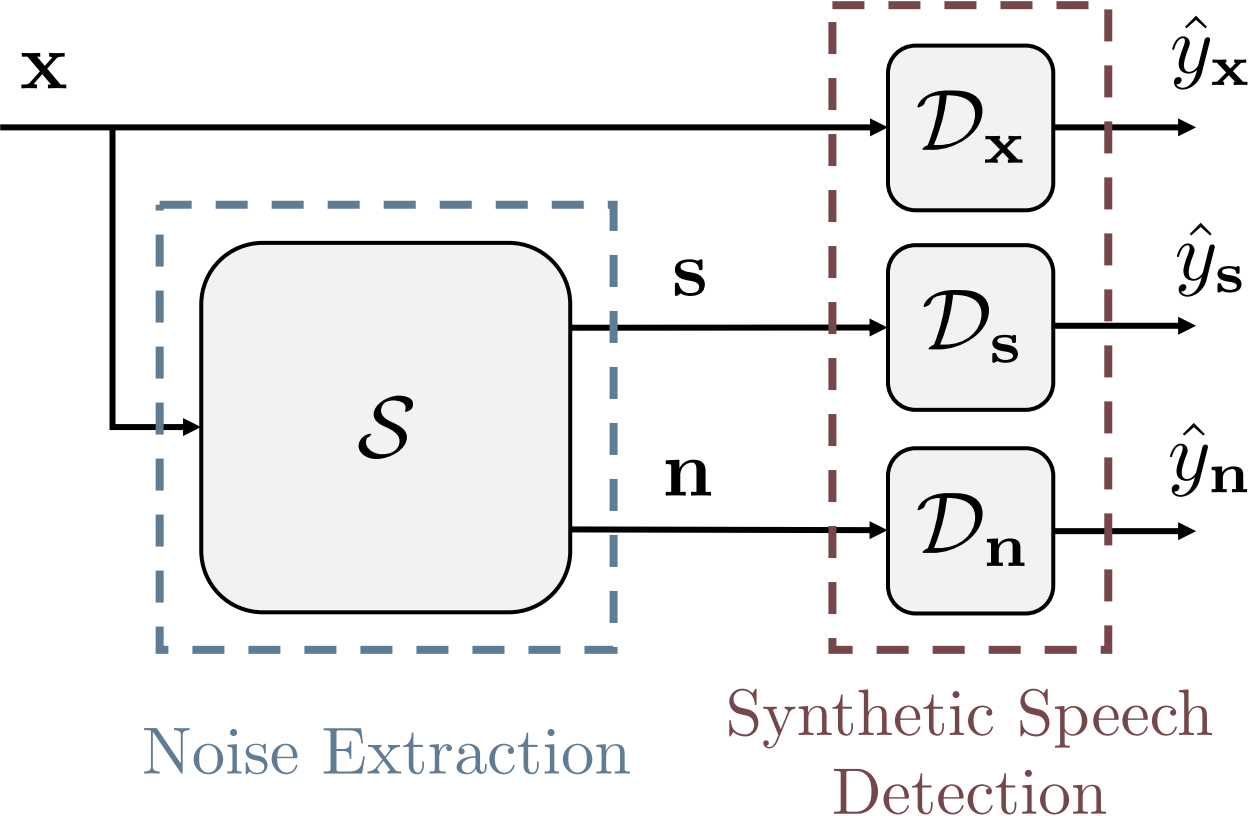 x
ŷₓ
𝒟ₓ
s
ŷₛ
𝒟ₛ
𝒮
n
ŷₙ
𝒟ₙ
Noise Extraction
Synthetic Speech
Detection